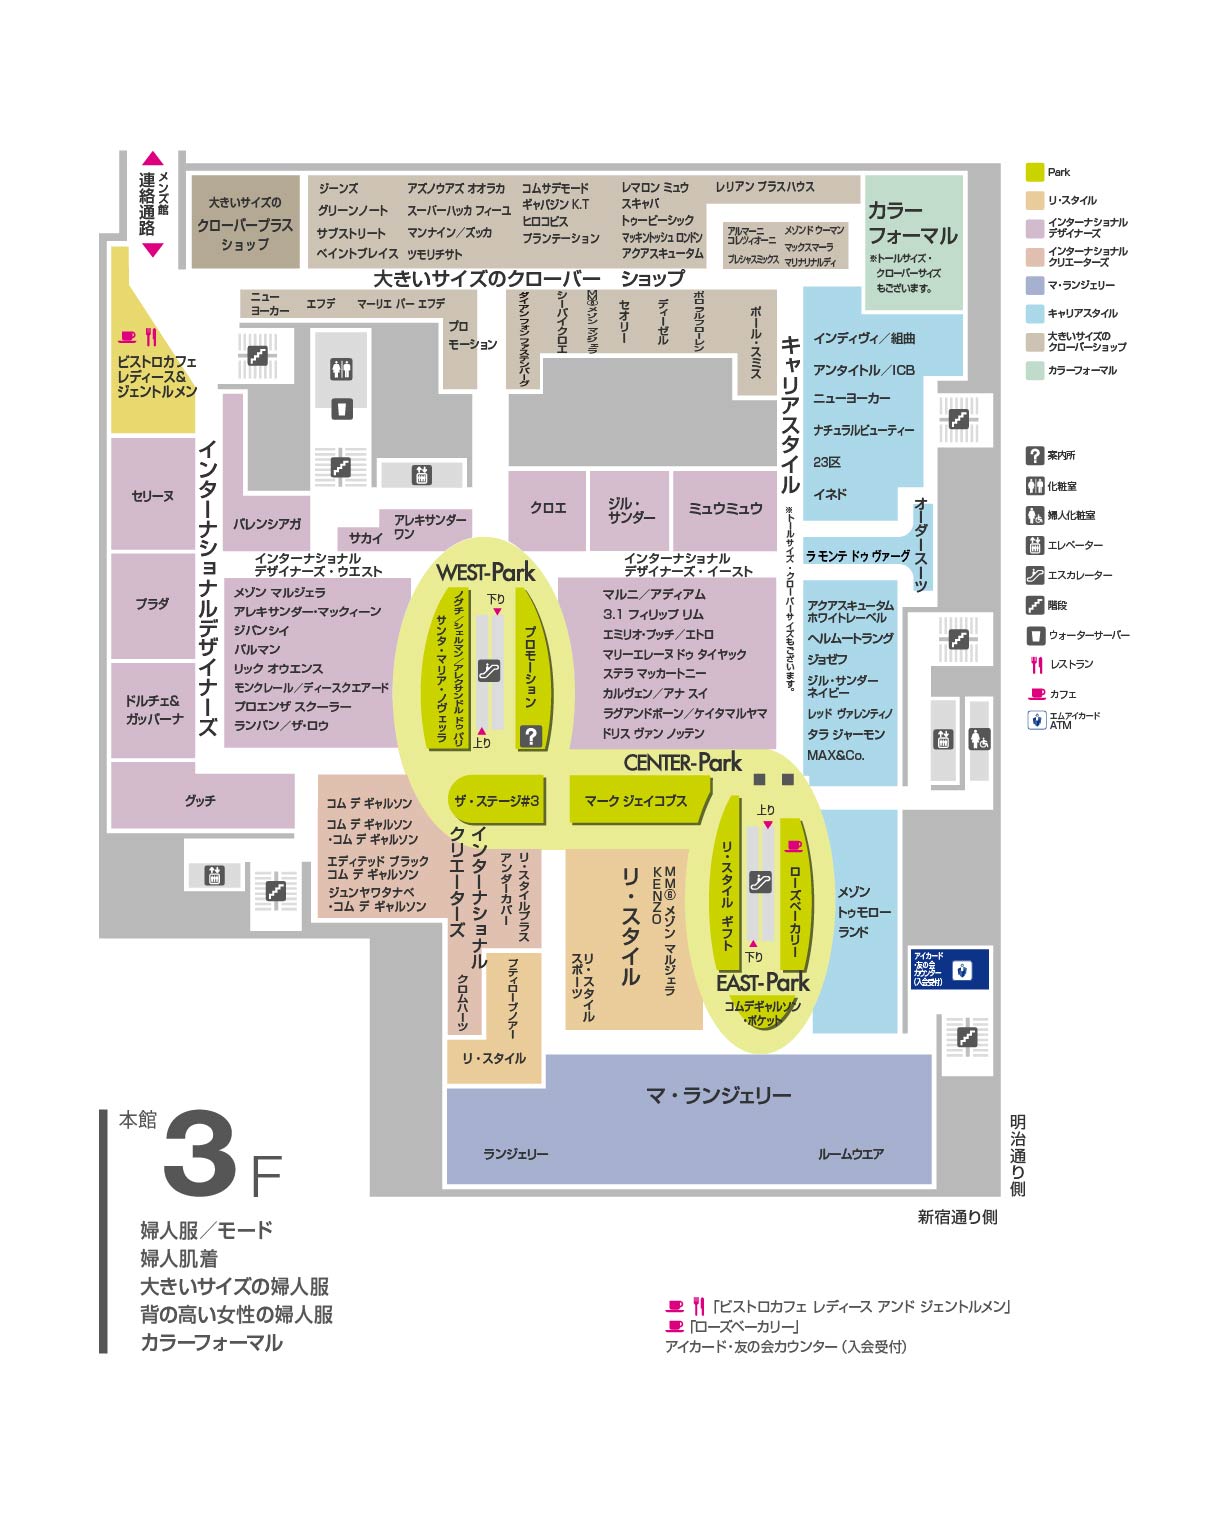 メンズ館
連絡通路
大きいサイズの
クローバープラス
ショップ
ジーンズ
グリーンノート
サブストリート
ペイントプレイス
アズノウアズ オオラカ
スーパーハッカ フィーユ
マンナイン／ズッカ
ツモリチサト
コムサデモード
ギャバジン K.T
ヒロコビス
プランテーション
レマロン ミュウ
スキャパ
トゥービーシック
マッキントッシュ ロンドン
アクアスキュータム
レリアン プラスハウス
アルマーニ
コレツィオーニ
プレシャスミックス
メゾンドウーマン
マックスマーラ
マリナリナルディ
カラー
フォーマル
※トールサイズ・
クローバーサイズ
もございます。
大きいサイズのクローバー ショップ
ニュー
ヨーカー
エフデ
マーリエ パー エフデ
プロ
モーション
ダイアン フォン ファステンバーグ
シーバイクロエ
MM⑥メゾン マルジェラ
セオリー
ディーゼル
ポロ ラルフ ローレン
ポール・スミス
キャリアスタイル
※トールサイズ・クローバーサイズもございます。
インディヴィ／組曲
アンタイトル／ICB
ニューヨーカー
ナチュラルビューティー
23区
イネド
オーダースーツ
ラ モンテ ドゥ ヴァーグ
ビストロカフェ
レディース&
ジェントルメン
インターナショナルデザイナーズ
セリーヌ
プラダ
ドルチェ&
ガッバーナ
グッチ
バレンシアガ
サカイ
アレキサンダー
ワン
クロエ
ジル・
サンダー
ミュウミュウ
インターナショナル
デザイナーズ・ウエスト
メゾン マルジェラ
アレキサンダー・マックィーン
ジバンシイ
バルマン
リック オウエンス
モンクレール／ディースクエアード
プロエンザ スクーラー
ランバン／ザ・ロウ
WEST-Park
ノグチ／シェルマン／アレクサンドル ドゥ パリ
サンタ・マリア・ノヴェッラ
下り
上り
プロモーション
インターナショナル
デザイナーズ・イースト
マルニ／アディアム
3.1 フィリップ リム
エミリオ・プッチ／エトロ
マリーエレーヌ ドゥ タイヤック
ステラ マッカートニー
カルヴェン／アナ スイ
ラグアンドボーン／ケイタマルヤマ
ドリス ヴァン ノッテン
アクアスキュータム
ホワイトレーベル
ヘルムートラング
ジョゼフ
ジル・サンダー
ネイビー
レッド ヴァレンティノ
タラ ジャーモン
MAX&Co.
CENTER-Park
ザ・ステージ#3
マーク ジェイコブス
上り
下り
リ・スタイル ギフト
ローズベーカリー
EAST-Park
コムデギャルソン
・ポケット
メゾン
トゥモロー
ランド
コム デ ギャルソン
コム デ ギャルソン
・コム デ ギャルソン
エディテッド ブラック
コム デ ギャルソン
ジュンヤワタナベ
・コム デ ギャルソン
インターナショナル
クリエーターズ
リ・スタイルプラス
アンダーカバー
クロムハーツ
プティローブノアー
リ・スタイル
リ・スタイル
スポーツ
リ・スタイル
MM⑥ メゾン マルジェラ
KENZO
アイカード
・友の会
カウンター
(入会受付)
マ・ランジェリー
ランジェリー
ルームウエア
明治通り側
新宿通り側
Park
リ・スタイル
インターナショナル
デザイナーズ
インターナショナル
クリエーターズ
マ・ランジェリー
キャリアスタイル
大きいサイズの
クローバーショップ
カラーフォーマル
? 案内所
化粧室
婦人化粧室
エレベーター
エスカレーター
階段
ウォーターサーバー
レストラン
カフェ
エムアイカード
ATM
本館
3F
婦人服／モード
婦人肌着
大きいサイズの婦人服
背の高い女性の婦人服
カラーフォーマル
「ビストロカフェ レディース アンド ジェントルメン」
「ローズベーカリー」
アイカード・友の会カウンター（入会受付）